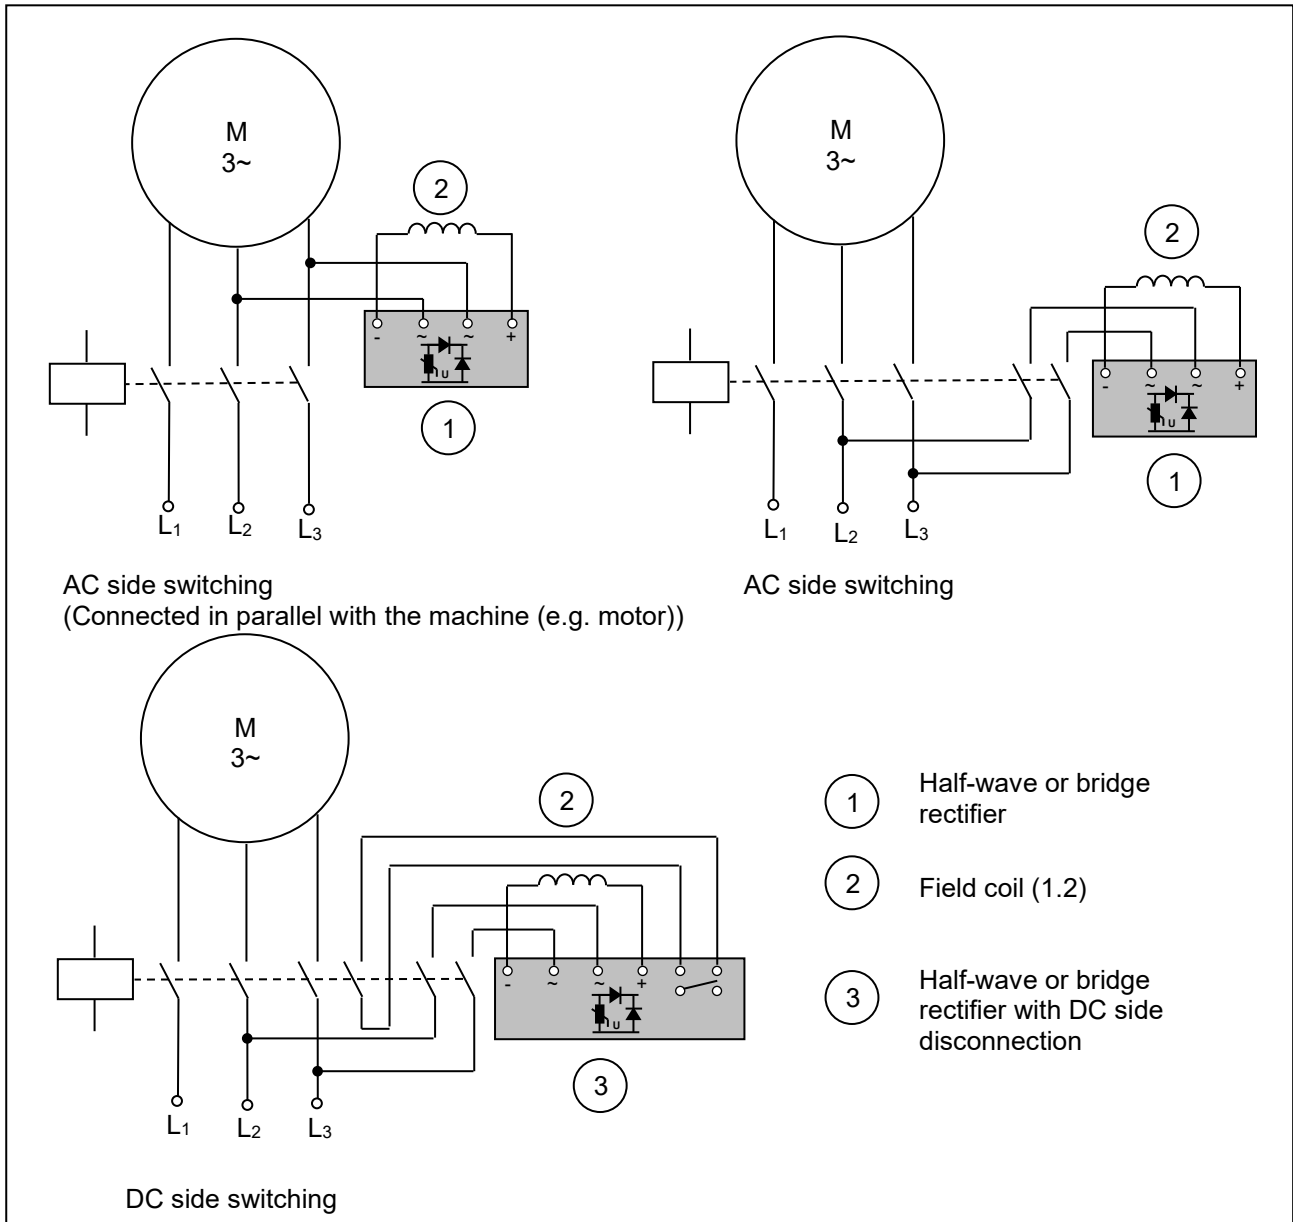 M
3~
2
- ~ ~ +
U
1
L1 L2 L3
AC side switching
(Connected in parallel with the machine (e.g. motor))
M
3~
2
- ~ ~ +
U
1
L1 L2 L3
AC side switching
M
3~
2
- ~ ~ +
U
3
L1 L2 L3
DC side switching
1
Half-wave or bridge
rectifier
2
Field coil (1.2)
3
Half-wave or bridge
rectifier with DC side
disconnection